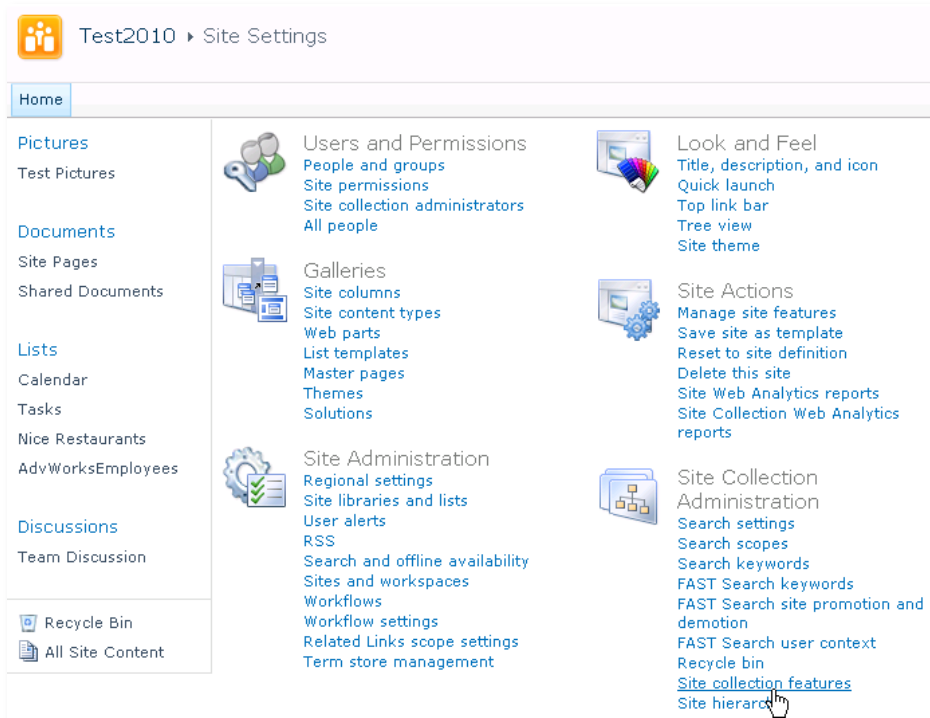 Test2010 ▸ Site Settings
Home
Pictures
Test Pictures
Documents
Site Pages
Shared Documents
Lists
Calendar
Tasks
Nice Restaurants
AdvWorksEmployees
Discussions
Team Discussion
Recycle Bin
All Site Content
Users and Permissions
People and groups
Site permissions
Site collection administrators
All people
Galleries
Site columns
Site content types
Web parts
List templates
Master pages
Themes
Solutions
Site Administration
Regional settings
Site libraries and lists
User alerts
RSS
Search and offline availability
Sites and workspaces
Workflows
Workflow settings
Related Links scope settings
Term store management
Look and Feel
Title, description, and icon
Quick launch
Top link bar
Tree view
Site theme
Site Actions
Manage site features
Save site as template
Reset to site definition
Delete this site
Site Web Analytics reports
Site Collection Web Analytics
reports
Site Collection
Administration
Search settings
Search scopes
Search keywords
FAST Search keywords
FAST Search site promotion and
demotion
FAST Search user context
Recycle bin
Site collection features
Site